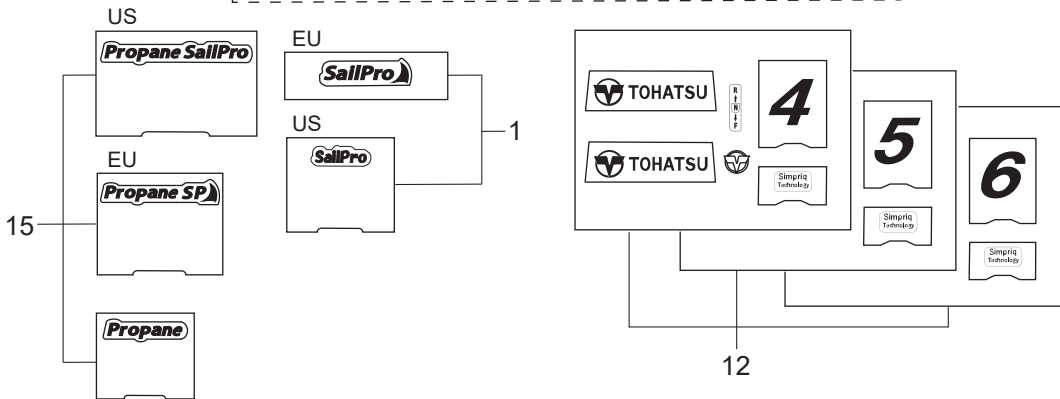 US
Propane SailPro
EU
SailPro
US
SailPro
1
EU
Propane SP
15
Propane
TOHATSU
TOHATSU
R
N
F
4
Simpriq
Technology
5
Simpriq
Technology
6
Simpriq
Technology
12